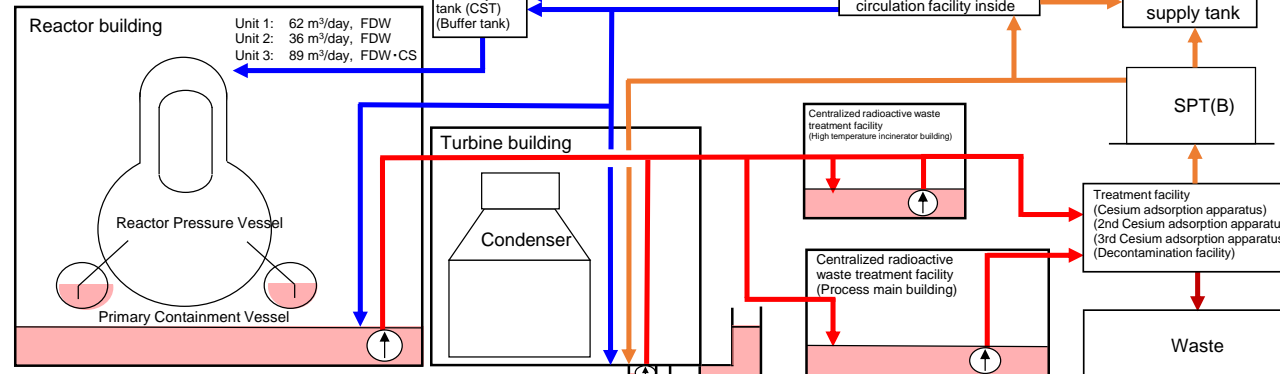 tank (CST)
(Buffer tank)
circulation facility inside
supply tank
Reactor building
Unit 1: 62 m³/day, FDW
Unit 2: 36 m³/day, FDW
Unit 3: 89 m³/day, FDW・CS
SPT(B)
Centralized radioactive waste
treatment facility
(High temperature incinerator building)
Turbine building
Treatment facility
(Cesium adsorption apparatus)
(2nd Cesium adsorption apparatu
(3rd Cesium adsorption apparatus
(Decontamination facility)
Reactor Pressure Vessel
Condenser
Centralized radioactive
waste treatment facility
(Process main building)
Primary Containment Vessel
Waste